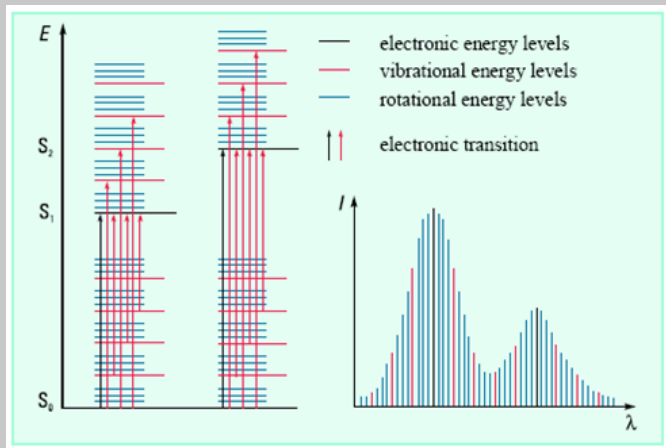 E
electronic energy levels
vibrational energy levels
rotational energy levels
electronic transition
S₂
S₁
S₀
I
λ